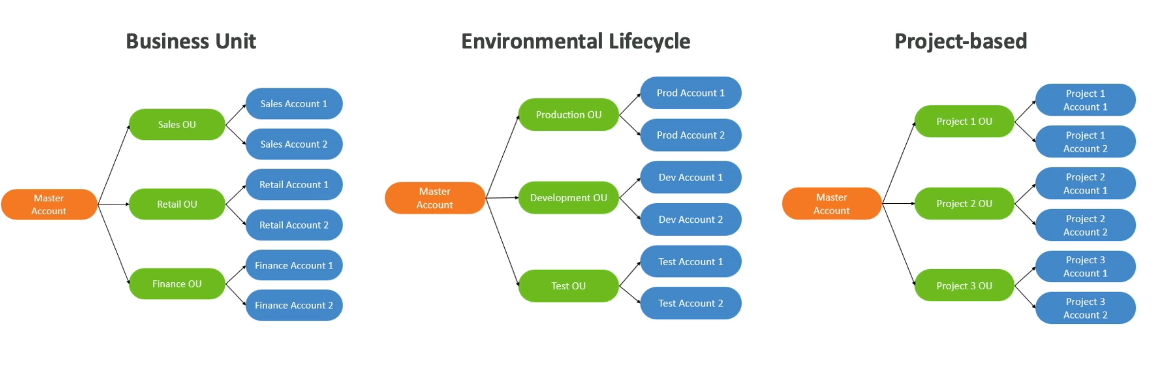 Business Unit
Environmental Lifecycle
Project-based
Master
Account
Sales OU
Retail OU
Finance OU
Sales Account 1
Sales Account 2
Retail Account 1
Retail Account 2
Finance Account 1
Finance Account 2
Master
Account
Production OU
Development OU
Test OU
Prod Account 1
Prod Account 2
Dev Account 1
Dev Account 2
Test Account 1
Test Account 2
Master
Account
Project 1 OU
Project 2 OU
Project 3 OU
Project 1
Account 1
Project 1
Account 2
Project 2
Account 1
Project 2
Account 2
Project 3
Account 1
Project 3
Account 2